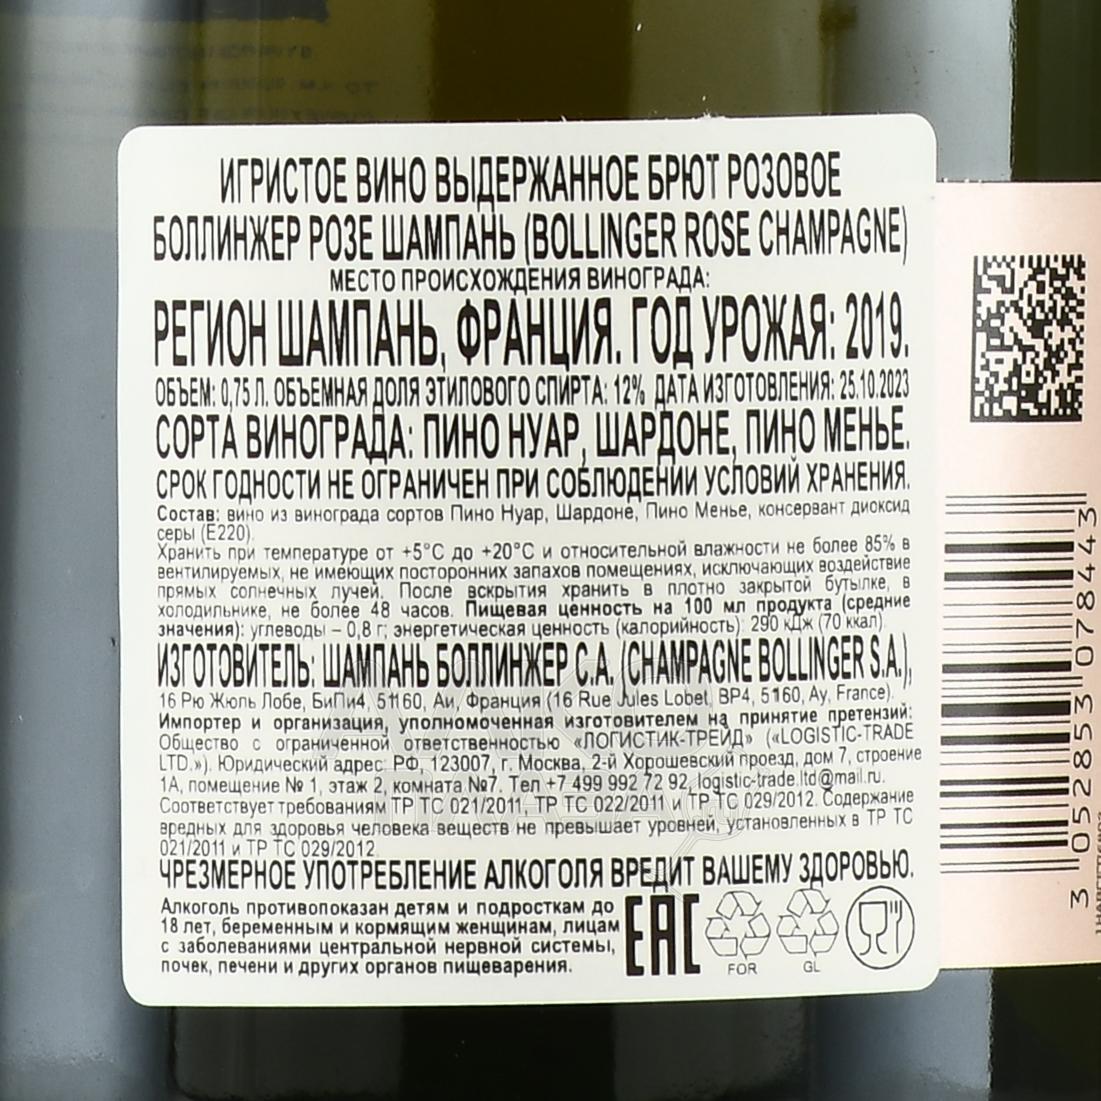 ИГРИСТОЕ ВИНО ВЫДЕРЖАННОЕ БРЮТ РОЗОВОЕ
БОЛЛИНЖЕР РОЗЕ ШАМПАНЬ (BOLLINGER ROSE CHAMPAGNE)
МЕСТО ПРОИСХОЖДЕНИЯ ВИНОГРАДА:
РЕГИОН ШАМПАНЬ, ФРАНЦИЯ. ГОД УРОЖАЯ: 2019.
ОБЪЕМ: 0,75 Л. ОБЪЕМНАЯ ДОЛЯ ЭТИЛОВОГО СПИРТА: 12% ДАТА ИЗГОТОВЛЕНИЯ: 25.10.2023
СОРТА ВИНОГРАДА: ПИНО НУАР, ШАРДОНЕ, ПИНО МЕНЬЕ.
СРОК ГОДНОСТИ НЕ ОГРАНИЧЕН ПРИ СОБЛЮДЕНИИ УСЛОВИЙ ХРАНЕНИЯ.
Состав: вино из винограда сортов Пино Нуар, Шардоне, Пино Менье, консервант диоксид
серы (Е220).
Хранить при температуре от +5°С до +20°С и относительной влажности не более 85% в
вентилируемых, не имеющих посторонних запахов помещениях, исключающих воздействие
прямых солнечных лучей. После вскрытия хранить в плотно закрытой бутылке, в
холодильнике, не более 48 часов. Пищевая ценность на 100 мл продукта (средние
значения): углеводы – 0,8 г; энергетическая ценность (калорийность): 290 кДж (70 ккал).
ИЗГОТОВИТЕЛЬ: ШАМПАНЬ БОЛЛИНЖЕР С.А. (CHAMPAGNE BOLLINGER S.A.),
16 Рю Жюль Лобе, БиПи4, 51160, Аи, Франция (16 Rue Jules Lobet, BP4, 5160, Ay, France).
Импортер и организация, уполномоченная изготовителем на принятие претензий:
Общество с ограниченной ответственностью «ЛОГИСТИК-ТРЕЙД» («LOGISTIC-TRADE
LTD.»). Юридический адрес: РФ, 123007, г. Москва, 2-й Хорошевский проезд, дом 7, строение
1А, помещение № 1, этаж 2, комната №7. Тел +7 499 992 72 92, logistic-trade.ltd@mail.ru.
Соответствует требованиям ТР ТС 021/2011, ТР ТС 022/2011 и ТР ТС 029/2012. Содержание
вредных для здоровья человека веществ не превышает уровней, установленных в ТР ТС
021/2011 и ТР ТС 029/2012.
ЧРЕЗМЕРНОЕ УПОТРЕБЛЕНИЕ АЛКОГОЛЯ ВРЕДИТ ВАШЕМУ ЗДОРОВЬЮ.
Алкоголь противопоказан детям и подросткам до
18 лет, беременным и кормящим женщинам, лицам
с заболеваниями центральной нервной системы,
почек, печени и других органов пищеварения.
EAC
FOR
GL
3 052853 078443